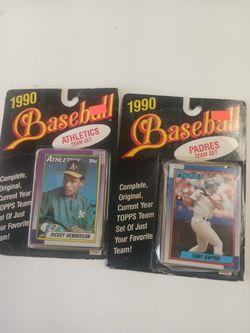 1990
Baseball
ATHLETICS
TEAM SET
ATHLETICS
Topps
RICKEY HENDERSON
Complete,
Original,
Current Year
TOPPS Team
Set Of Just
Your Favorite
Team!
1990
Baseball
PADRES
TEAM SET
PADRES
TONY GWYNN
Complete,
Original,
Current Year
TOPPS Team
Set Of Just
Your Favorite
Team!